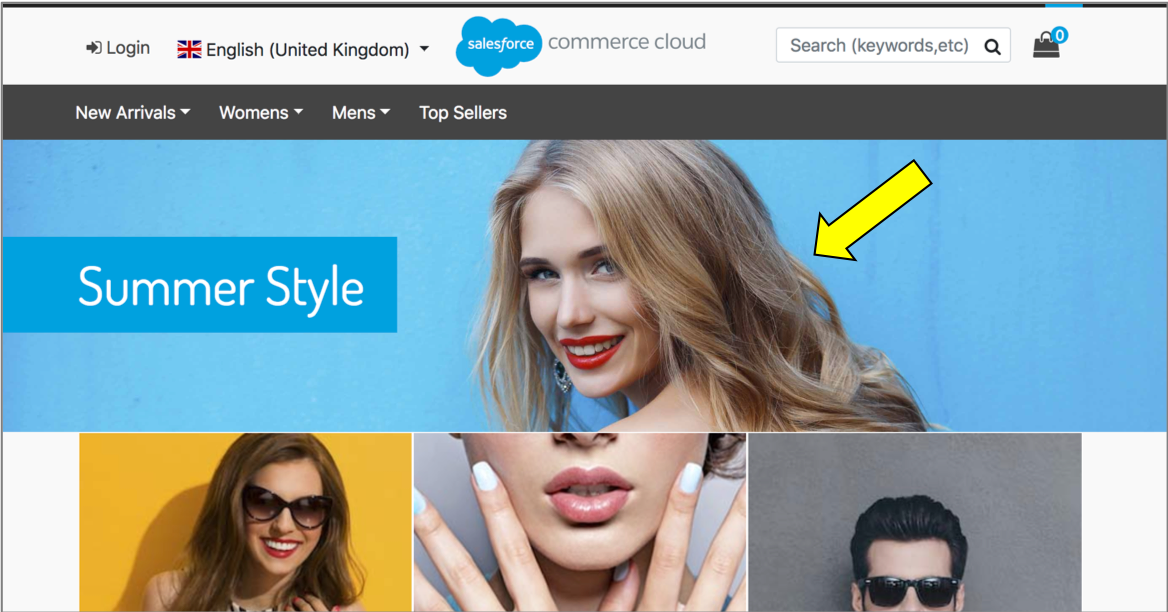 Login English (United Kingdom) salesforce commerce cloud Search (keywords,etc) 0
New Arrivals Womens Mens Top Sellers
Summer Style